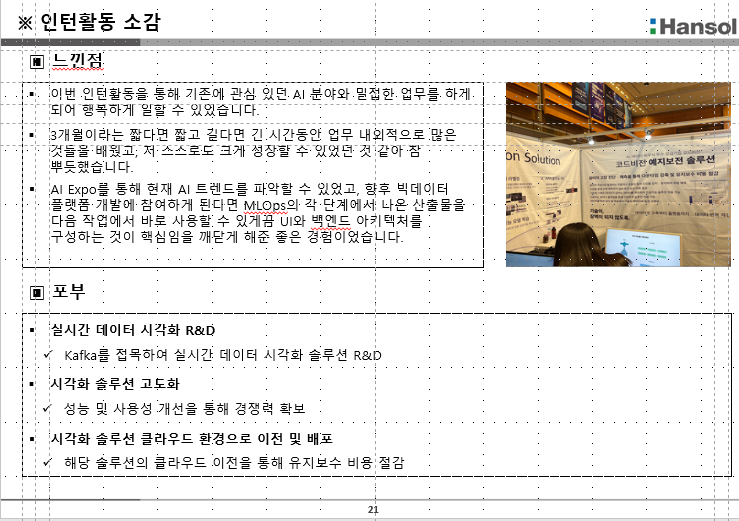 ※ 인턴활동 소감
Hansol
느낀점
이번 인턴활동을 통해 기존에 관심 있던 AI 분야와 밀접한 업무를 하게
되어 행복하게 일할 수 있었습니다.
3개월이라는 짧다면 짧고 길다면 긴 시간동안 업무 내외적으로 많은
것들을 배웠고, 저 스스로도 크게 성장할 수 있었던 것 같아 참
뿌듯했습니다.
AI Expo를 통해 현재 AI 트렌드를 파악할 수 있었고, 향후 빅데이터
플랫폼 개발에 참여하게 된다면 MLOps의 각 단계에서 나온 산출물을
다음 작업에서 바로 사용할 수 있게끔 UI와 백엔드 아키텍처를
구성하는 것이 핵심임을 깨닫게 해준 좋은 경험이었습니다.
on Solution
코드비전 예지보전 솔루션
포부
실시간 데이터 시각화 R&D
✓ Kafka를 접목하여 실시간 데이터 시각화 솔루션 R&D
시각화 솔루션 고도화
✓ 성능 및 사용성 개선을 통해 경쟁력 확보
시각화 솔루션 클라우드 환경으로 이전 및 배포
✓ 해당 솔루션의 클라우드 이전을 통해 유지보수 비용 절감
21